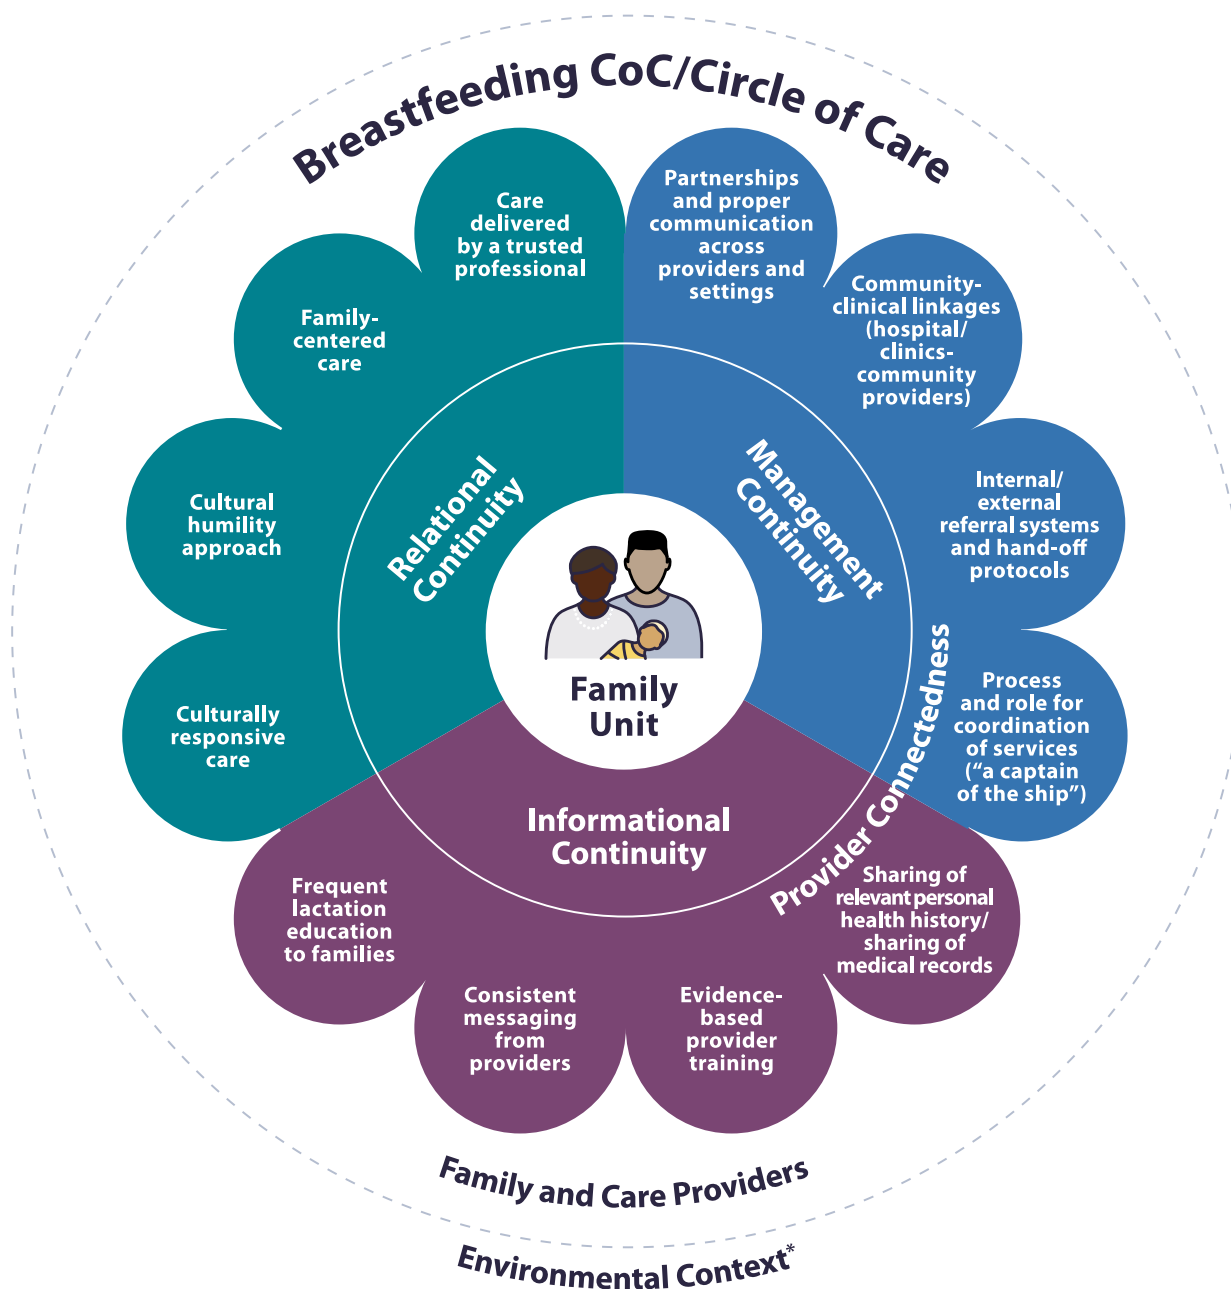 Breastfeeding CoC/Circle of Care
Care
delivered
by a trusted
professional
Partnerships
and proper
communication
across
providers and
settings
Family-
centered
care
Community-
clinical linkages
(hospital/
clinics-
community
providers)
Cultural
humility
approach
Relational
Continuity
Management
Continuity
Internal/
external
referral systems
and hand-off
protocols
Culturally
responsive
care
Family
Unit
Provider Connectedness
Process
and role for
coordination
of services
(“a captain
of the ship”)
Informational
Continuity
Frequent
lactation
education
to families
Consistent
messaging
from
providers
Evidence-
based
provider
training
Sharing of
relevant personal
health history/
sharing of
medical records
Family and Care Providers
Environmental Context*